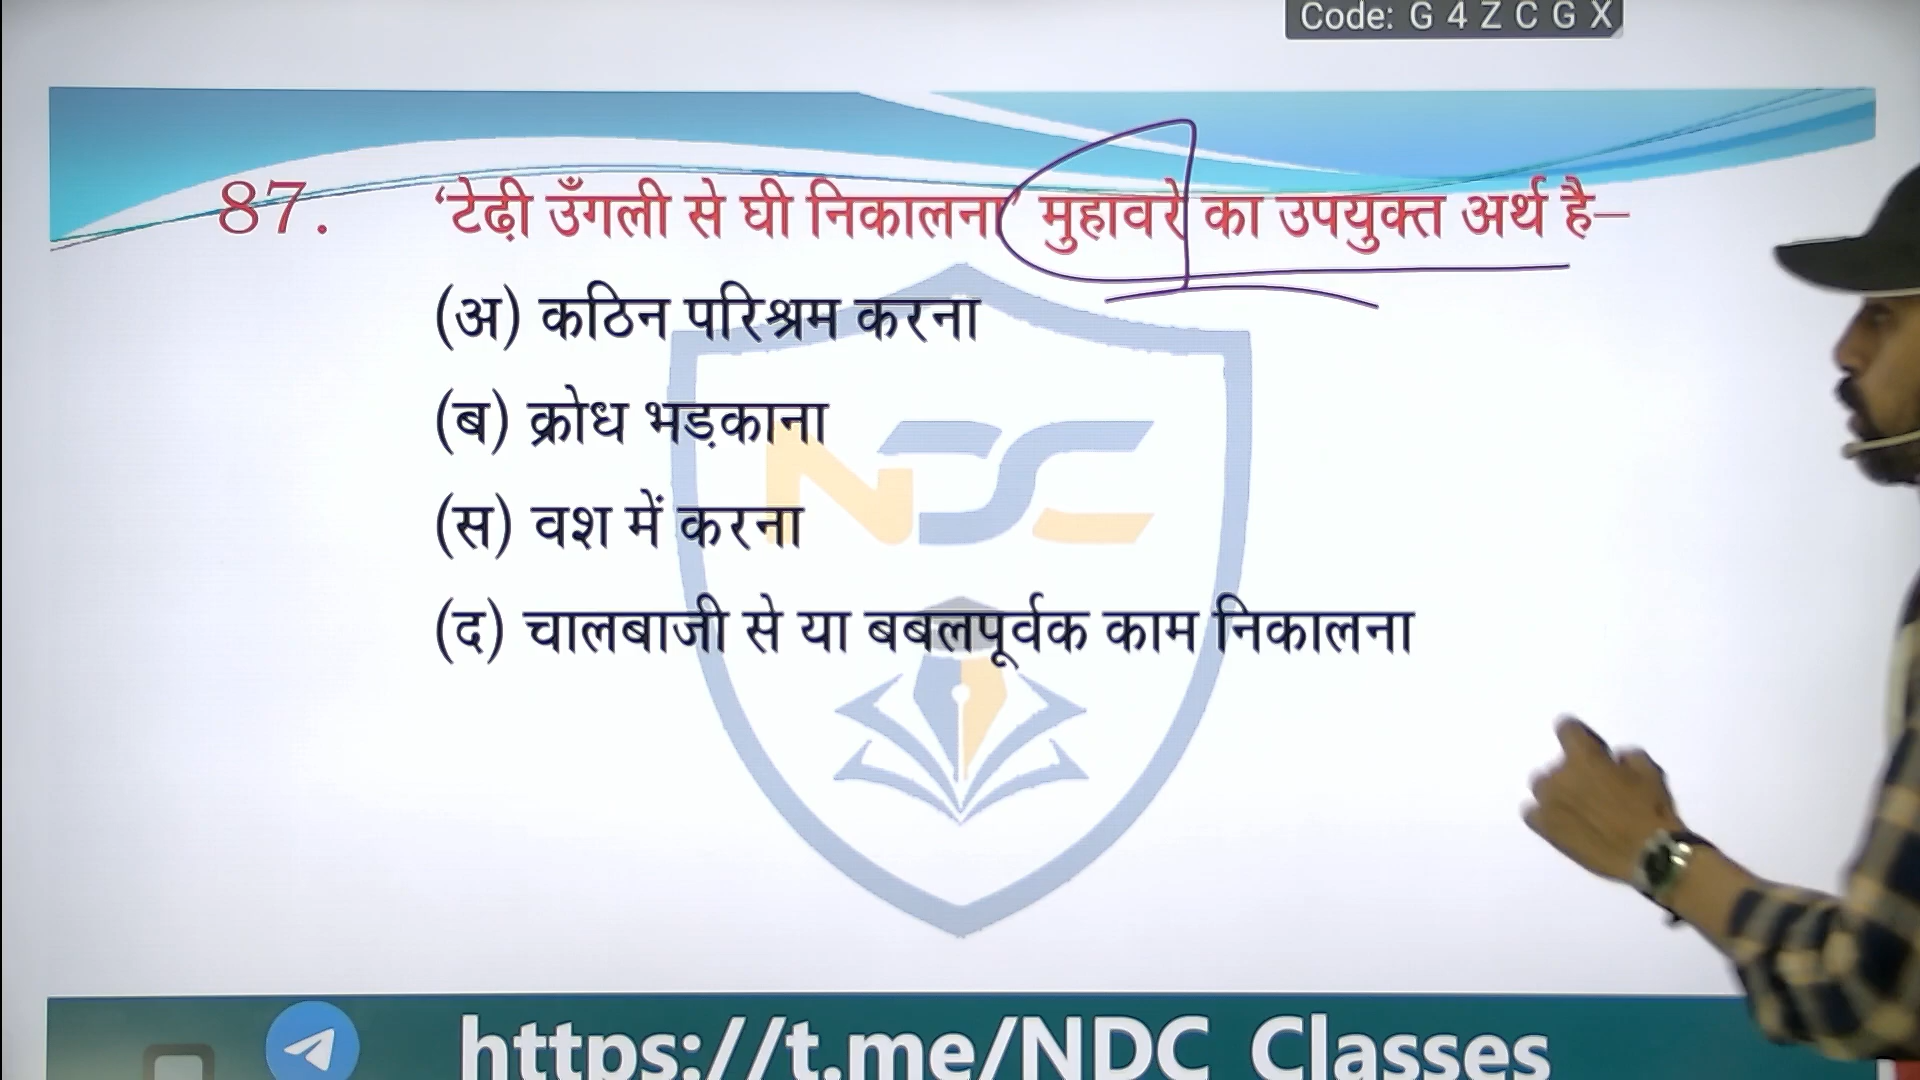 Code: G 4 Z C G X
87. ‘टेढ़ी उँगली से घी निकालना’ मुहावरे का उपयुक्त अर्थ है–
(अ) कठिन परिश्रम करना
(ब) क्रोध भड़काना
(स) वश में करना
(द) चालबाजी से या बबलपूर्वक काम निकालना
NDC
https://t.me/NDC_Classes